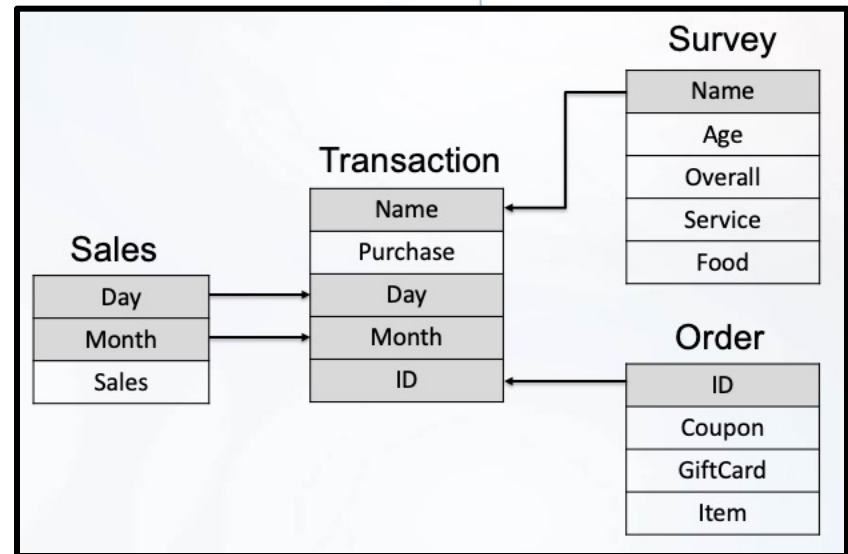 Sales
Day
Month
Sales
Transaction
Name
Purchase
Day
Month
ID
Survey
Name
Age
Overall
Service
Food
Order
ID
Coupon
GiftCard
Item